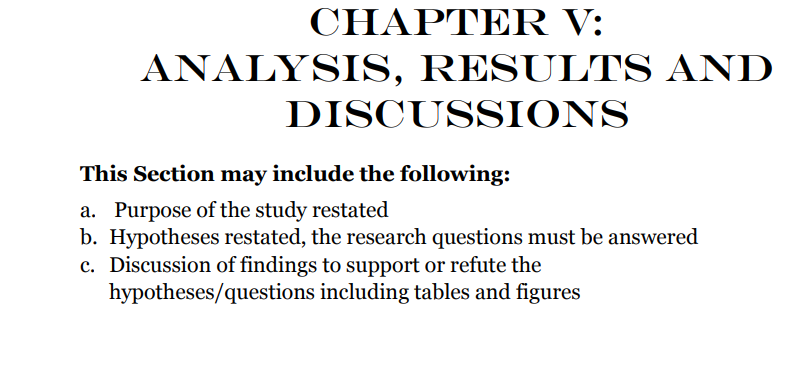 CHAPTER V:
ANALYSIS, RESULTS AND
DISCUSSIONS
This Section may include the following:
a. Purpose of the study restated
b. Hypotheses restated, the research questions must be answered
c. Discussion of findings to support or refute the
hypotheses/questions including tables and figures